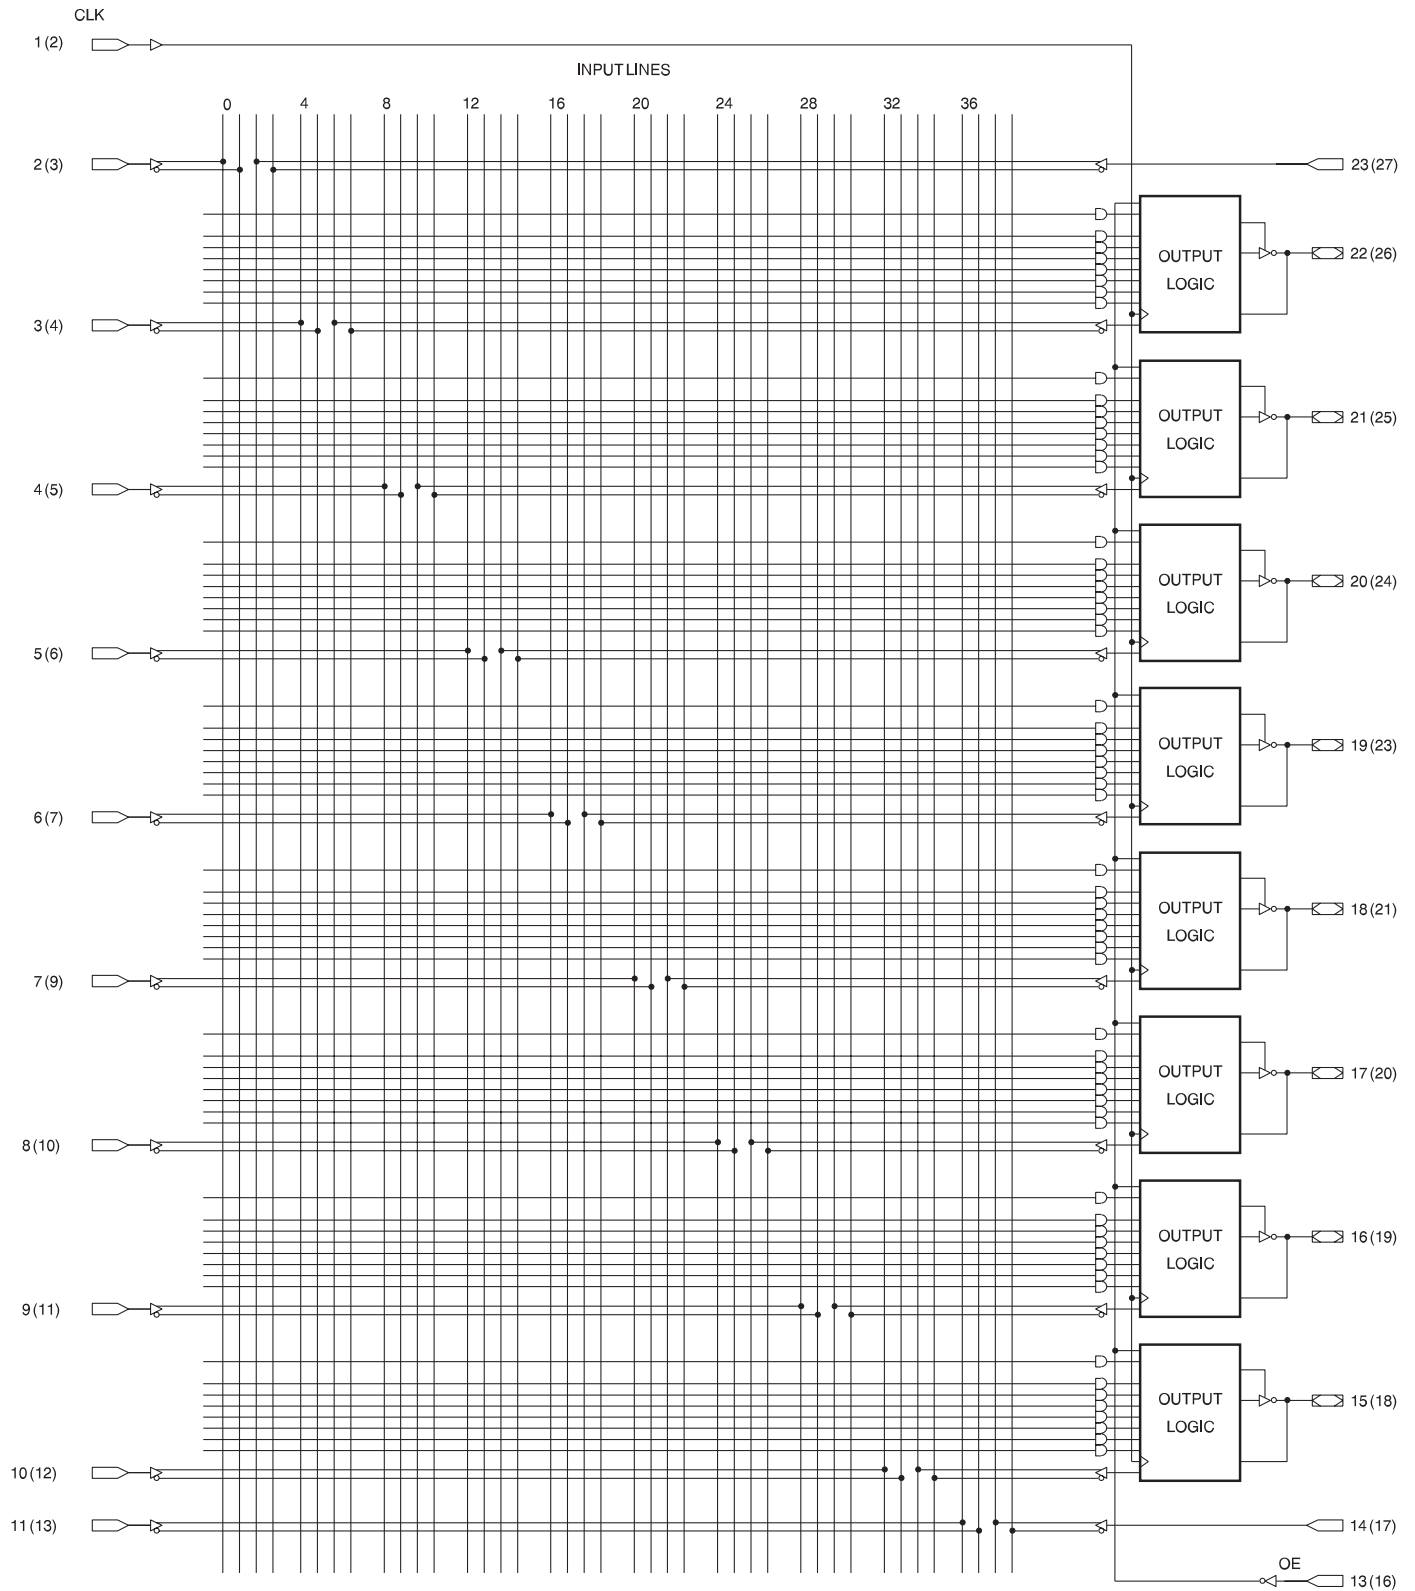 CLK
1 (2)
INPUT LINES
0 4 8 12 16 20 24 28 32 36
2 (3)
23 (27)
OUTPUT
LOGIC
22 (26)
3 (4)
OUTPUT
LOGIC
21 (25)
4 (5)
OUTPUT
LOGIC
20 (24)
5 (6)
OUTPUT
LOGIC
19 (23)
6 (7)
OUTPUT
LOGIC
18 (21)
7 (9)
OUTPUT
LOGIC
17 (20)
8 (10)
OUTPUT
LOGIC
16 (19)
9 (11)
OUTPUT
LOGIC
15 (18)
10 (12)
11 (13)
14 (17)
OE
13 (16)